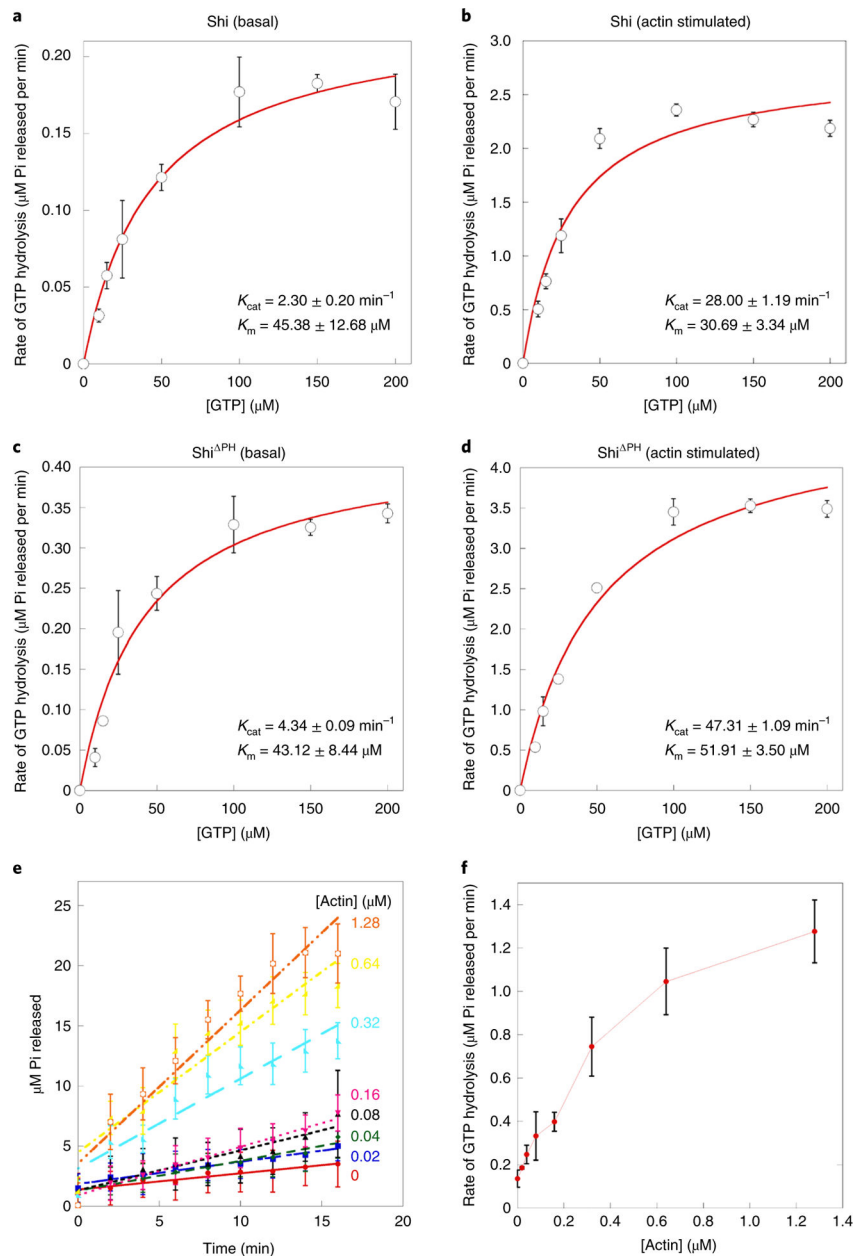 a
Shi (basal)
Rate of GTP hydrolysis (µM Pi released per min)
0.20
0.15
0.10
0.05
0
0 50 100 150 200
[GTP] (µM)
Kcat = 2.30 ± 0.20 min⁻¹
Km = 45.38 ± 12.68 µM
b
Shi (actin stimulated)
Rate of GTP hydrolysis (µM Pi released per min)
3.0
2.5
2.0
1.5
1.0
0.5
0
0 50 100 150 200
[GTP] (µM)
Kcat = 28.00 ± 1.19 min⁻¹
Km = 30.69 ± 3.34 µM
c
Shi^ΔPH (basal)
Rate of GTP hydrolysis (µM Pi released per min)
0.40
0.35
0.30
0.25
0.20
0.15
0.10
0.05
0
0 50 100 150 200
[GTP] (µM)
Kcat = 4.34 ± 0.09 min⁻¹
Km = 43.12 ± 8.44 µM
d
Shi^ΔPH (actin stimulated)
Rate of GTP hydrolysis (µM Pi released per min)
4.0
3.5
3.0
2.5
2.0
1.5
1.0
0.5
0
0 50 100 150 200
[GTP] (µM)
Kcat = 47.31 ± 1.09 min⁻¹
Km = 51.91 ± 3.50 µM
e
µM Pi released
25
20
15
10
5
0
0 5 10 15 20
Time (min)
[Actin] (µM)
1.28
0.64
0.32
0.16
0.08
0.04
0.02
0
f
Rate of GTP hydrolysis (µM Pi released per min)
1.4
1.2
1.0
0.8
0.6
0.4
0.2
0
0 0.2 0.4 0.6 0.8 1.0 1.2 1.4
[Actin] (µM)